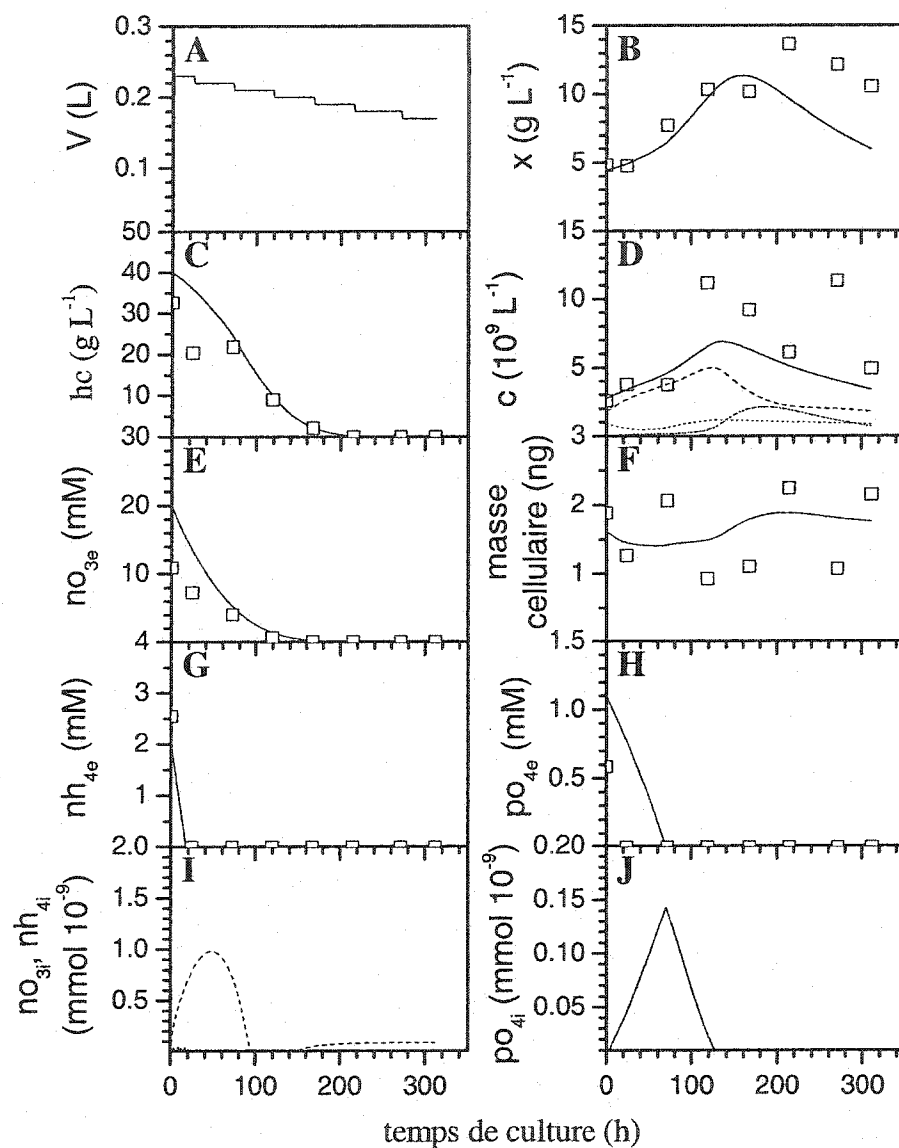 0.3
A
0.2
0.1
V (L)
15
B
10
5
x (g L⁻¹)
50
C
40
30
20
10
hc (g L⁻¹)
15
D
10
5
c (10⁹ L⁻¹)
30
E
20
10
no₃ₑ (mM)
3
F
2
1
masse
cellulaire (ng)
4
G
3
2
1
nh₄ₑ (mM)
1.5
H
1.0
0.5
po₄ₑ (mM)
2.0
I
1.5
1.0
0.5
no₃ᵢ, nh₄ᵢ
(mmol 10⁻⁹)
0.20
J
0.15
0.10
0.05
po₄ᵢ (mmol 10⁻⁹)
0 100 200 300
0 100 200 300
temps de culture (h)